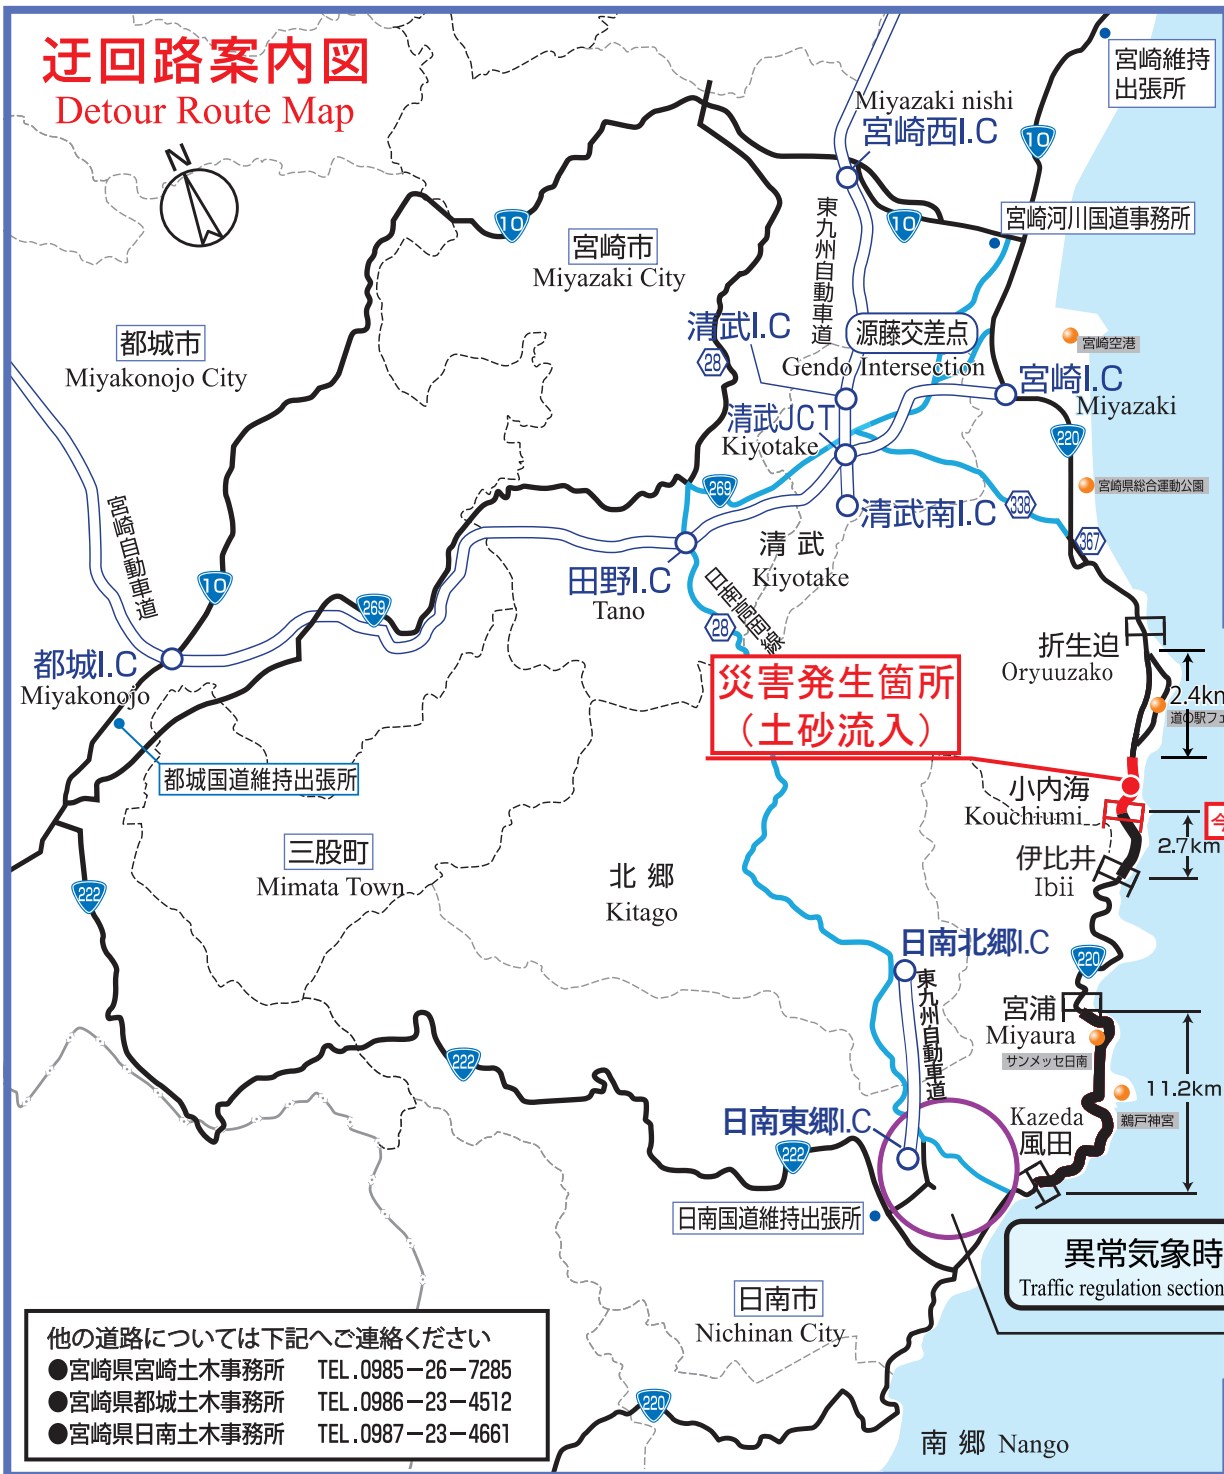 迂回路案内図
Detour Route Map
N
宮崎維持
出張所
Miyazaki nishi
宮崎西I.C
10
10
10
宮崎河川国道事務所
東九州自動車道
宮崎市
Miyazaki City
都城市
Miyakonojo City
清武I.C
源藤交差点
Gendo Intersection
宮崎空港
28
宮崎I.C
Miyazaki
清武JCT
Kiyotake
220
宮崎県総合運動公園
269
清武南I.C
338
367
宮崎自動車道
清武
Kiyotake
田野I.C
Tano
日南高岡線
28
10
269
折生迫
Oryuuzako
都城I.C
Miyakonojo
災害発生箇所
（土砂流入）
2.4km
道の駅フェ
都城国道維持出張所
小内海
Kouchiumi
今
2.7km
伊比井
Ibii
三股町
Mimata Town
北郷
Kitago
222
日南北郷I.C
220
東九州自動車道
宮浦
Miyaura
サンメッセ日南
222
11.2km
鵜戸神宮
Kazeda
風田
日南東郷I.C
222
日南国道維持出張所
異常気象時
Traffic regulation section
日南市
Nichinan City
220
南郷 Nango
他の道路については下記へご連絡ください
●宮崎県宮崎土木事務所 TEL.0985-26-7285
●宮崎県都城土木事務所 TEL.0986-23-4512
●宮崎県日南土木事務所 TEL.0987-23-4661